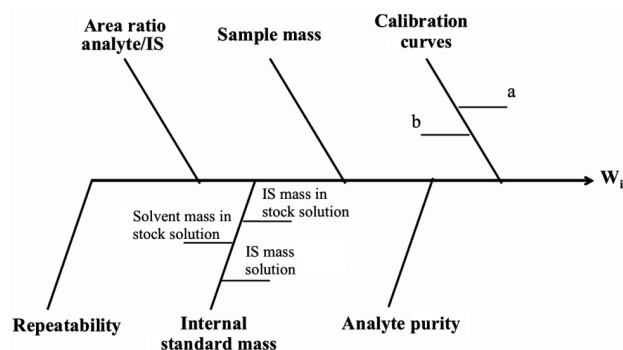 Area ratio
analyte/IS
Sample mass
Calibration
curves
a
b
W_i
IS mass in
stock solution
Solvent mass in
stock solution
IS mass
solution
Repeatability
Internal
standard mass
Analyte purity